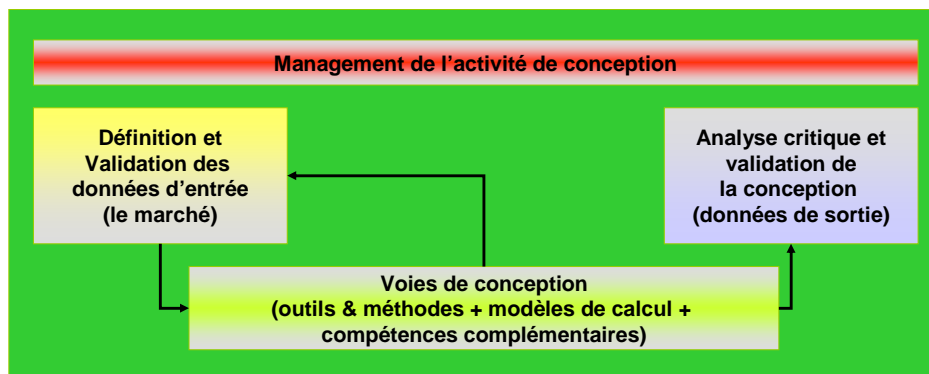 Management de l’activité de conception
Définition et
Validation des
données d’entrée
(le marché)
Analyse critique et
validation de
la conception
(données de sortie)
Voies de conception
(outils & méthodes + modèles de calcul +
compétences complémentaires)